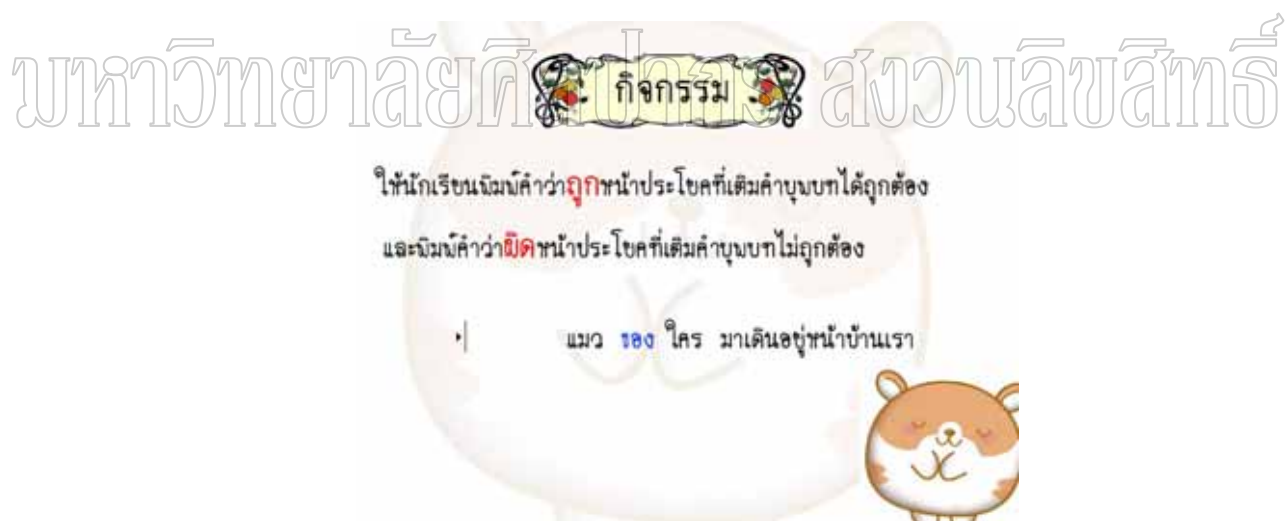 มหาวิทยาลัยศิลปากร สงวนลิขสิทธิ์
กิจกรรม
ให้นักเรียนพิมพ์คำว่าถูกหน้าประโยคที่เติมคำบุพบทได้ถูกต้อง
และพิมพ์คำว่าผิดหน้าประโยคที่เติมคำบุพบทไม่ถูกต้อง
แมว ของ ใคร มาเดินอยู่หน้าบ้านเรา